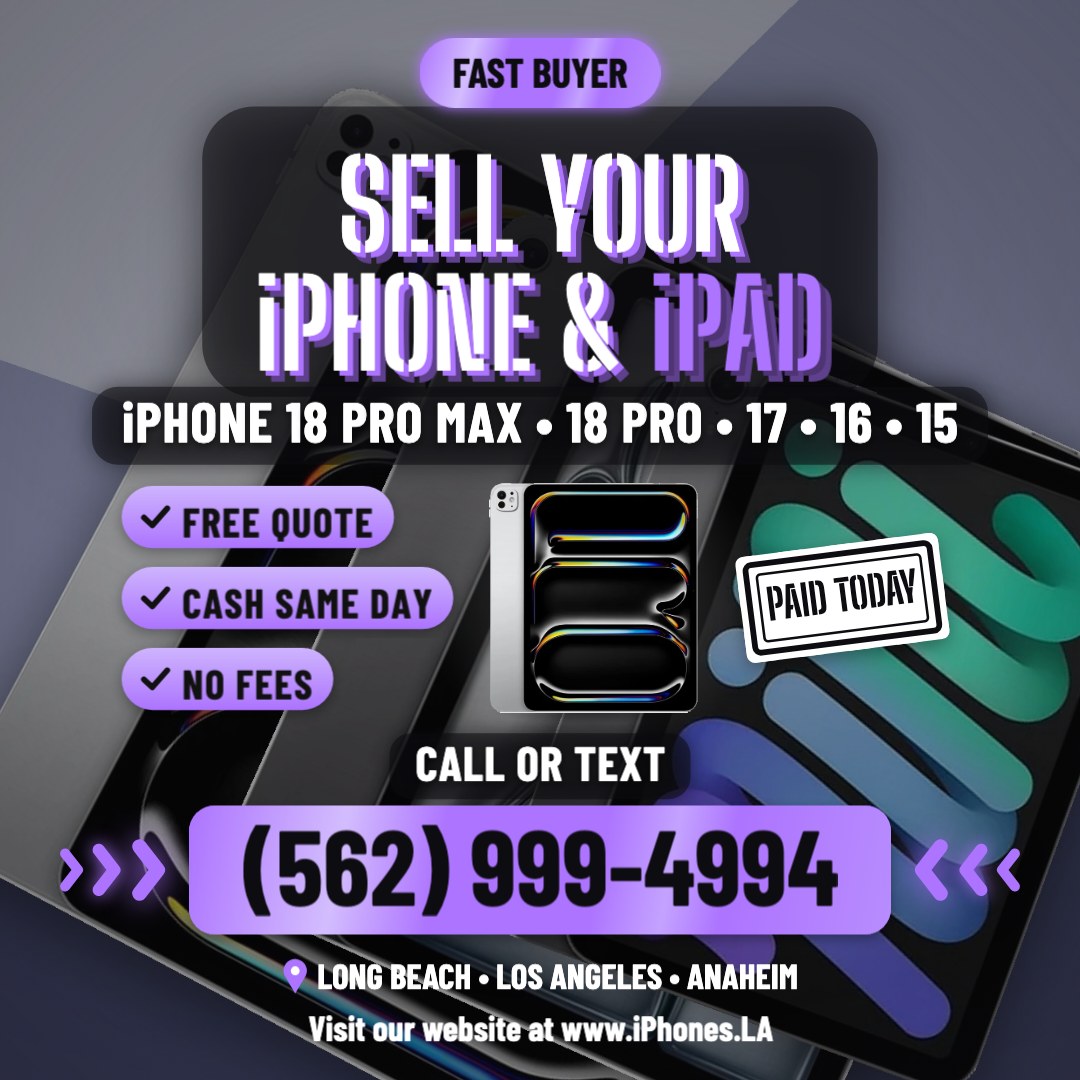 FAST BUYER
SELL YOUR
iPHONE & iPAD
iPHONE 18 PRO MAX • 18 PRO • 17 • 16 • 15
✓ FREE QUOTE
✓ CASH SAME DAY
✓ NO FEES
PAID TODAY
CALL OR TEXT
(562) 999-4994
LONG BEACH • LOS ANGELES • ANAHEIM
Visit our website at www.iPhones.LA